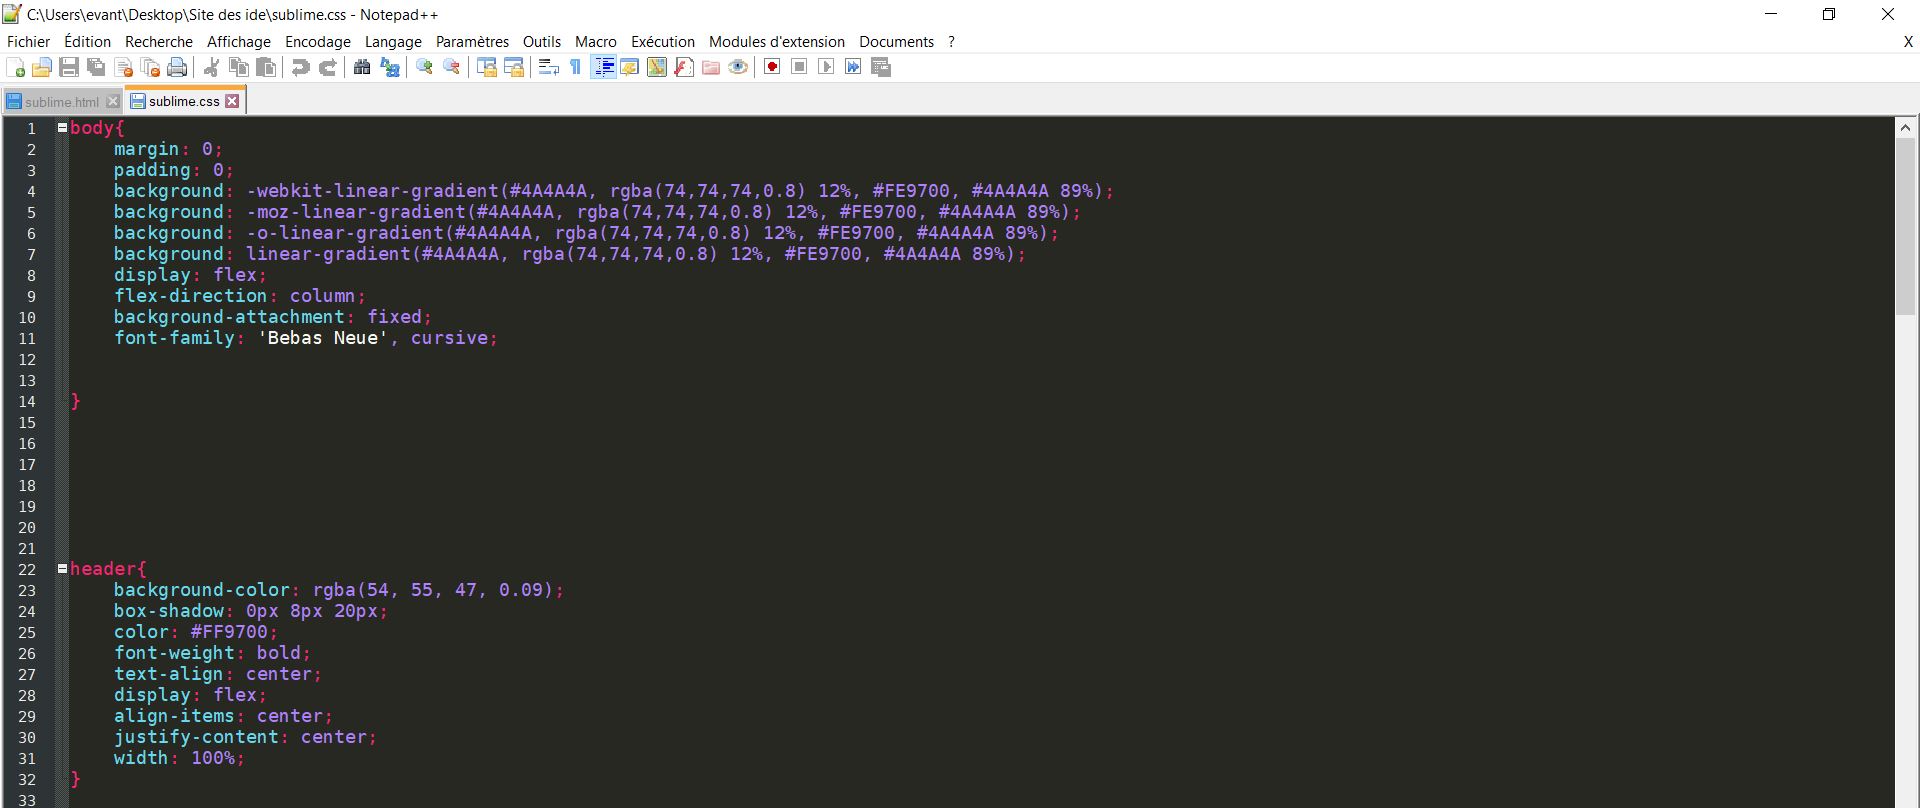 C:\Users\evant\Desktop\Site des ide\sublime.css - Notepad++
Fichier Édition Recherche Affichage Encodage Langage Paramètres Outils Macro Exécution Modules d'extension Documents ? X
sublime.html sublime.css
1 body{
2 margin: 0;
3 padding: 0;
4 background: -webkit-linear-gradient(#4A4A4A, rgba(74,74,74,0.8) 12%, #FE9700, #4A4A4A 89%);
5 background: -moz-linear-gradient(#4A4A4A, rgba(74,74,74,0.8) 12%, #FE9700, #4A4A4A 89%);
6 background: -o-linear-gradient(#4A4A4A, rgba(74,74,74,0.8) 12%, #FE9700, #4A4A4A 89%);
7 background: linear-gradient(#4A4A4A, rgba(74,74,74,0.8) 12%, #FE9700, #4A4A4A 89%);
8 display: flex;
9 flex-direction: column;
10 background-attachment: fixed;
11 font-family: 'Bebas Neue', cursive;
12
13
14 }
15
16
17
18
19
20
21
22 header{
23 background-color: rgba(54, 55, 47, 0.09);
24 box-shadow: 0px 8px 20px;
25 color: #FF9700;
26 font-weight: bold;
27 text-align: center;
28 display: flex;
29 align-items: center;
30 justify-content: center;
31 width: 100%;
32 }
33